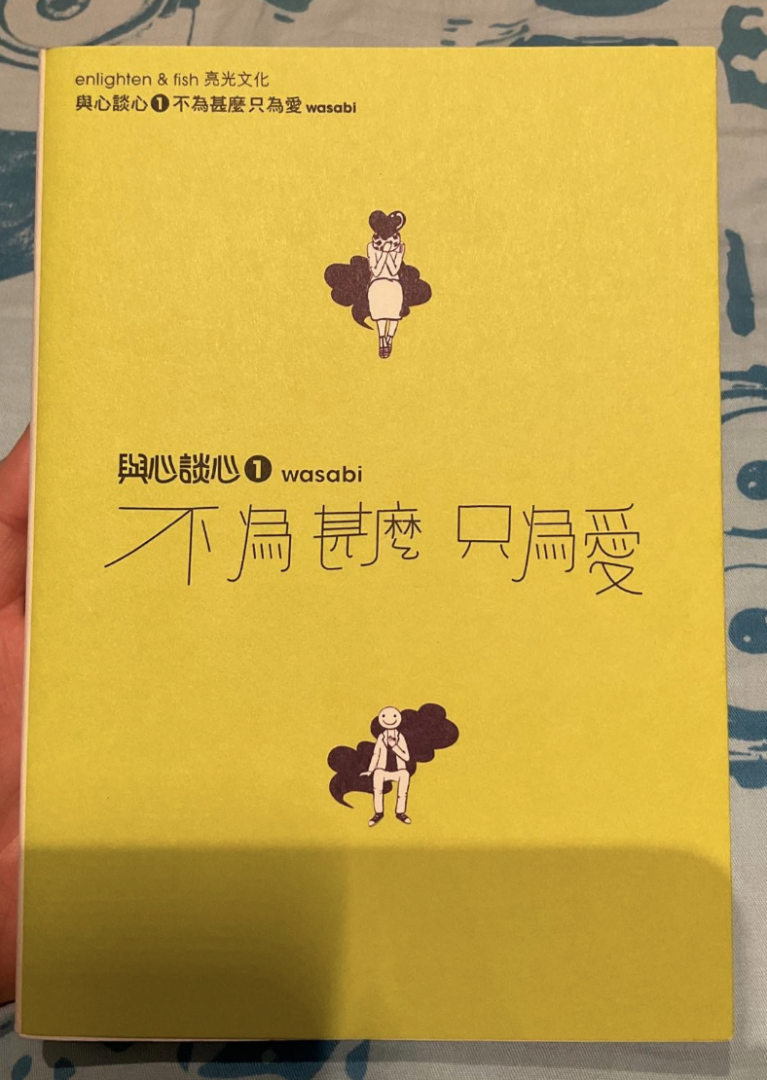 enlighten & fish 亮光文化
與心談心❶不為甚麼只為愛 wasabi
與心談心❶ wasabi
不為甚麼 只為愛